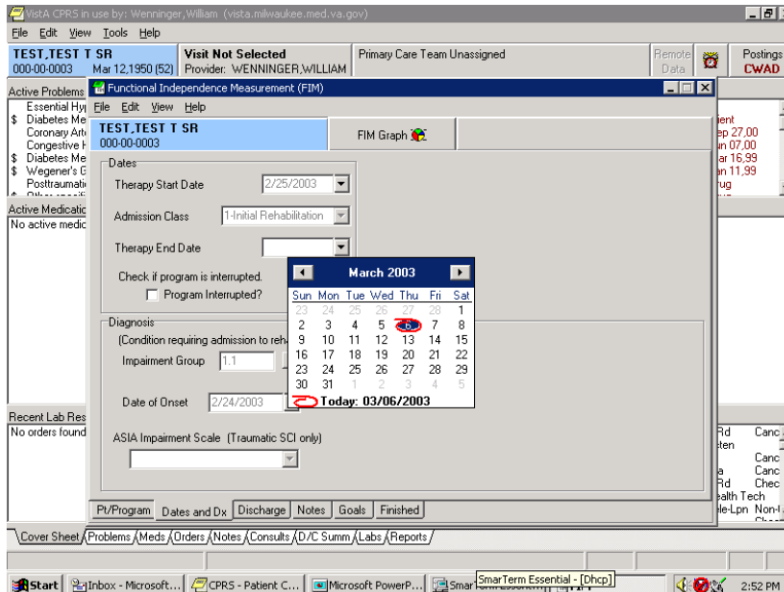 VistA CPRS in use by: Wenninger,William (vista.milwaukee.med.va.gov)
File Edit View Tools Help
TEST,TEST T SR
000-00-0003 Mar 12,1950 (52)
Visit Not Selected
Provider: WENNINGER,WILLIAM
Primary Care Team Unassigned
Remote
Data
Postings
CWAD
Active Problems
Essential Hy
$ Diabetes Me
Coronary Art
Congestive H
$ Diabetes Me
$ Wegener's G
Posttraumati
Active Medicatio
No active medic
Recent Lab Res
No orders found
Functional Independence Measurement (FIM)
File Edit View Help
TEST,TEST T SR
000-00-0003
FIM Graph
Dates
Therapy Start Date 2/25/2003
Admission Class 1-Initial Rehabilitation
Therapy End Date
Check if program is interrupted.
Program Interrupted?
March 2003
Sun Mon Tue Wed Thu Fri Sat
23 24 25 26 27 28 1
2 3 4 5 6 7 8
9 10 11 12 13 14 15
16 17 18 19 20 21 22
23 24 25 26 27 28 29
30 31 1 2 3 4 5
Today: 03/06/2003
Diagnosis
(Condition requiring admission to reh
Impairment Group 1.1
Date of Onset 2/24/2003
ASIA Impairment Scale (Traumatic SCI only)
Pt/Program Dates and Dx Discharge Notes Goals Finished
ient
ep 27,00
un 07,00
ar 16,99
an 11,99
rug
Rd Canc
ten
Canc
a Canc
Rd Chec
ealth Tech
le-Lpn Non-
Cover Sheet Problems Meds Orders Notes Consults D/C Summ Labs Reports
SmarTerm Essential - [Dhcp]
Start Inbox - Microsoft... CPRS - Patient C... Microsoft PowerP... 2:52 PM